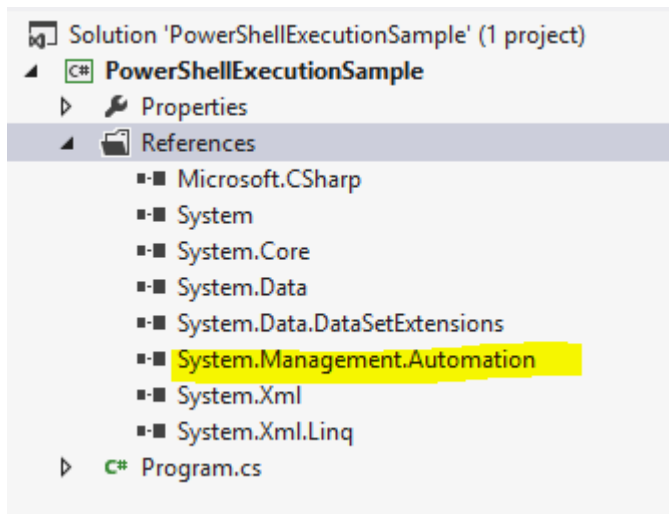 Solution 'PowerShellExecutionSample' (1 project)
C# PowerShellExecutionSample
Properties
References
Microsoft.CSharp
System
System.Core
System.Data
System.Data.DataSetExtensions
System.Management.Automation
System.Xml
System.Xml.Linq
C# Program.cs